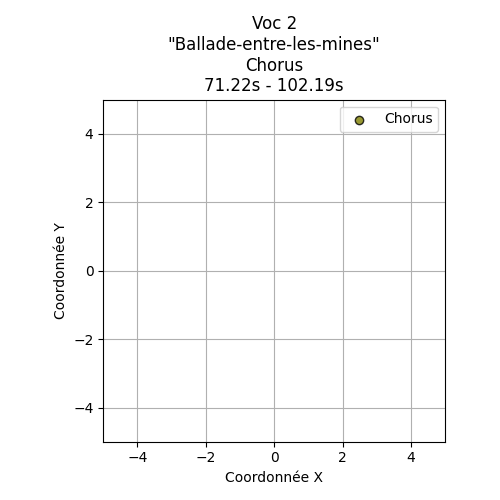 Voc 2
"Ballade-entre-les-mines"
Chorus
71.22s - 102.19s
Chorus
4
2
0
−2
−4
Coordonnée Y
−4
−2
0
2
4
Coordonnée X